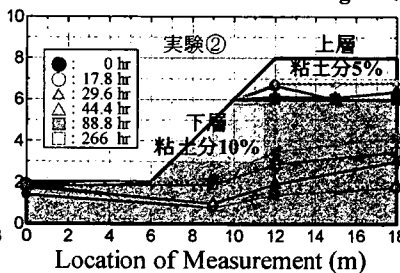 10
8
6
4
2
0
実験②
上層
粘土分5%
下層
粘土分10%
: 0 hr
: 17.8 hr
: 29.6 hr
: 44.4 hr
: 88.8 hr
: 266 hr
0 2 4 6 8 10 12 14 16 18
Location of Measurement (m)